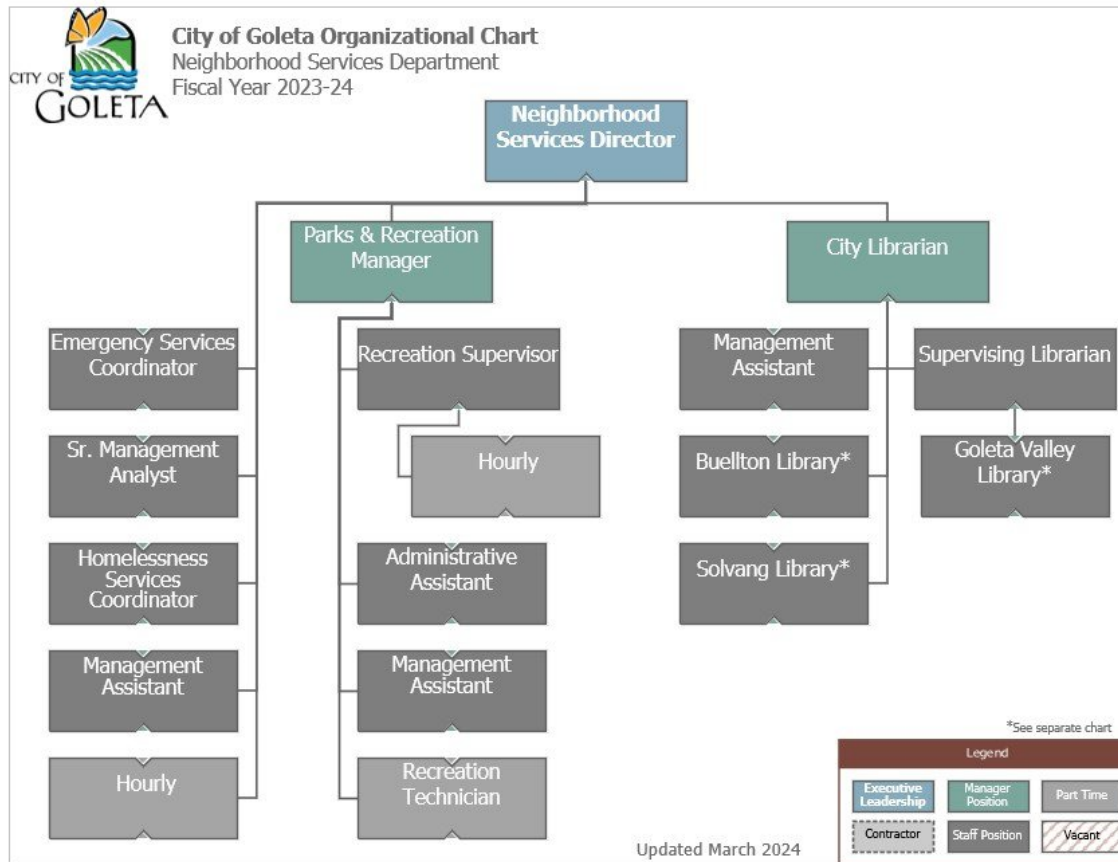 CITY OF
GOLETA
City of Goleta Organizational Chart
Neighborhood Services Department
Fiscal Year 2023-24
Neighborhood
Services Director
Parks & Recreation
Manager
City Librarian
Emergency Services
Coordinator
Recreation Supervisor
Management
Assistant
Supervising Librarian
Sr. Management
Analyst
Hourly
Buellton Library*
Goleta Valley
Library*
Homelessness
Services
Coordinator
Administrative
Assistant
Solvang Library*
Management
Assistant
Management
Assistant
Hourly
Recreation
Technician
*See separate chart
Legend
Executive
Leadership
Manager
Position
Part Time
Contractor
Staff Position
Vacant
Updated March 2024